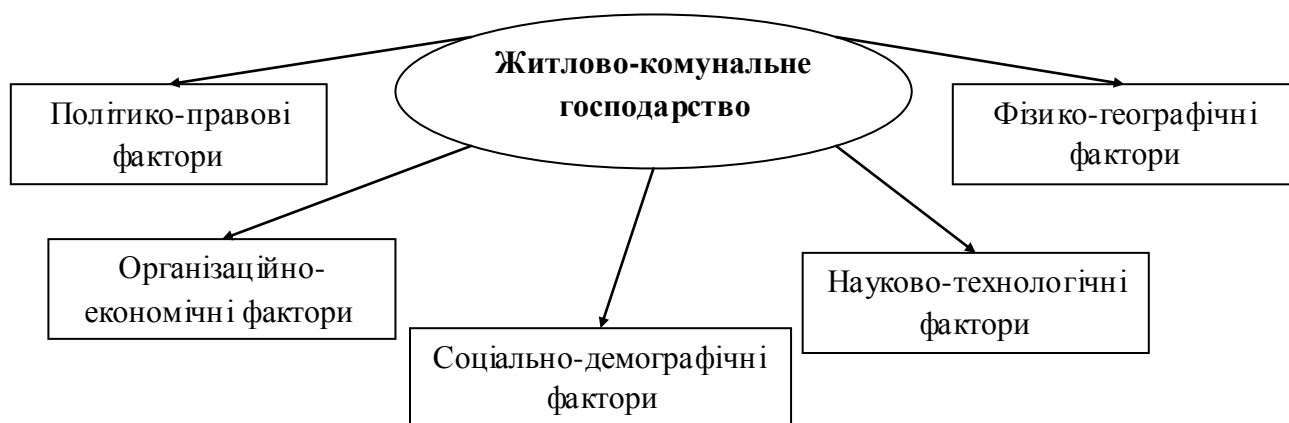 Житлово-комунальне
господарство
Політико-правові
фактори
Фізико-географічні
фактори
Організаційно-
економічні фактори
Науково-технологічні
фактори
Соціально-демографічні
фактори